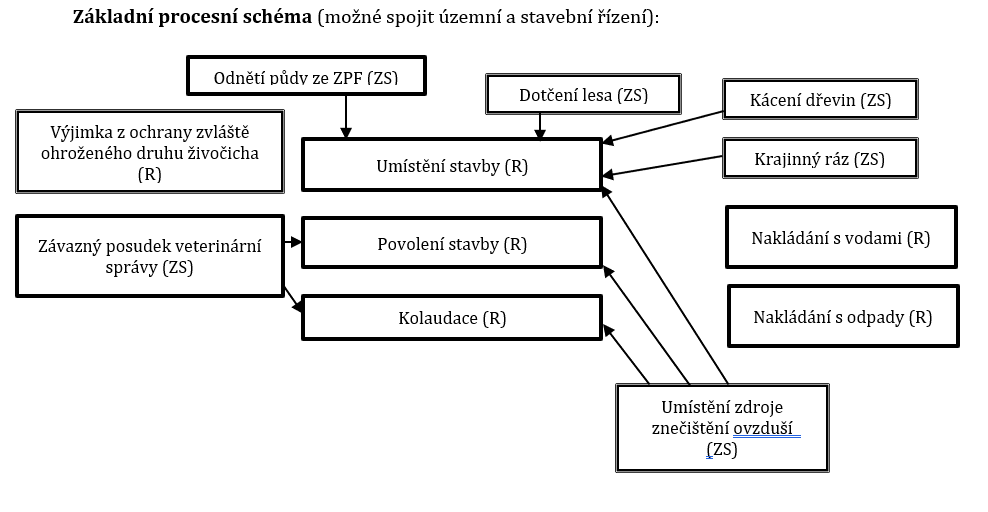 Základní procesní schéma (možné spojit územní a stavební řízení):
Odnětí půdy ze ZPF (ZS)
Dotčení lesa (ZS)
Kácení dřevin (ZS)
Výjimka z ochrany zvláště
ohroženého druhu živočicha
(R)
Umístění stavby (R)
Krajinný ráz (ZS)
Závazný posudek veterinární
správy (ZS)
Povolení stavby (R)
Nakládání s vodami (R)
Kolaudace (R)
Nakládání s odpady (R)
Umístění zdroje
znečištění ovzduší
(ZS)